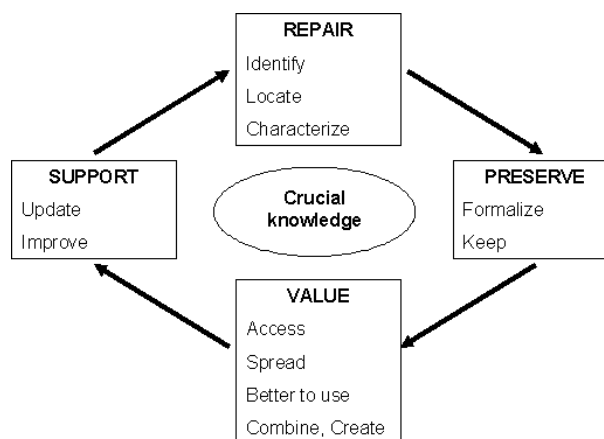 REPAIR
Identify
Locate
Characterize
SUPPORT
Update
Improve
Crucial
knowledge
PRESERVE
Formalize
Keep
VALUE
Access
Spread
Better to use
Combine, Create